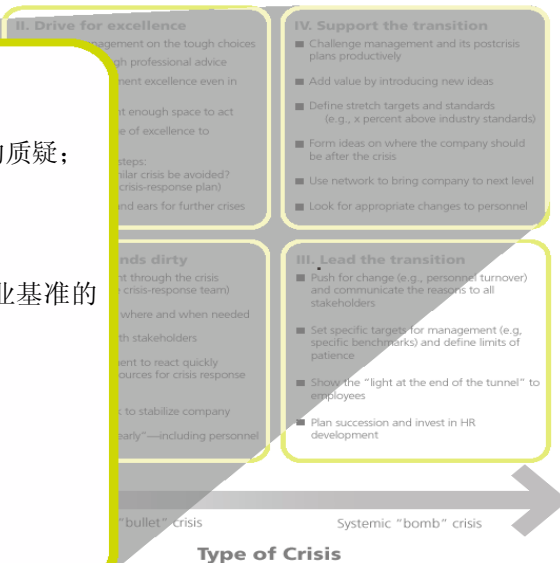 II. Drive for excellence
agement on the tough choices
gh professional advice
ment excellence even in
nt enough space to act
e of excellence to
steps:
ilar crisis be avoided?
crisis-response plan)
and ears for further crises
IV. Support the transition
■ Challenge management and its postcrisis
plans productively
■ Add value by introducing new ideas
■ Define stretch targets and standards
(e.g., x percent above industry standards)
■ Form ideas on where the company should
be after the crisis
■ Use network to bring company to next level
■ Look for appropriate changes to personnel
质疑；
业基准的
nds dirty
nt through the crisis
crisis-response team)
where and when needed
th stakeholders
ment to react quickly
ources for crisis response
to stabilize company
early”—including personnel
III. Lead the transition
■ Push for change (e.g., personnel turnover)
and communicate the reasons to all
stakeholders
■ Set specific targets for management (e.g,
specific benchmarks) and define limits of
patience
■ Show the “light at the end of the tunnel” to
employees
■ Plan succession and invest in HR
development
“bullet” crisis
Systemic “bomb” crisis
Type of Crisis